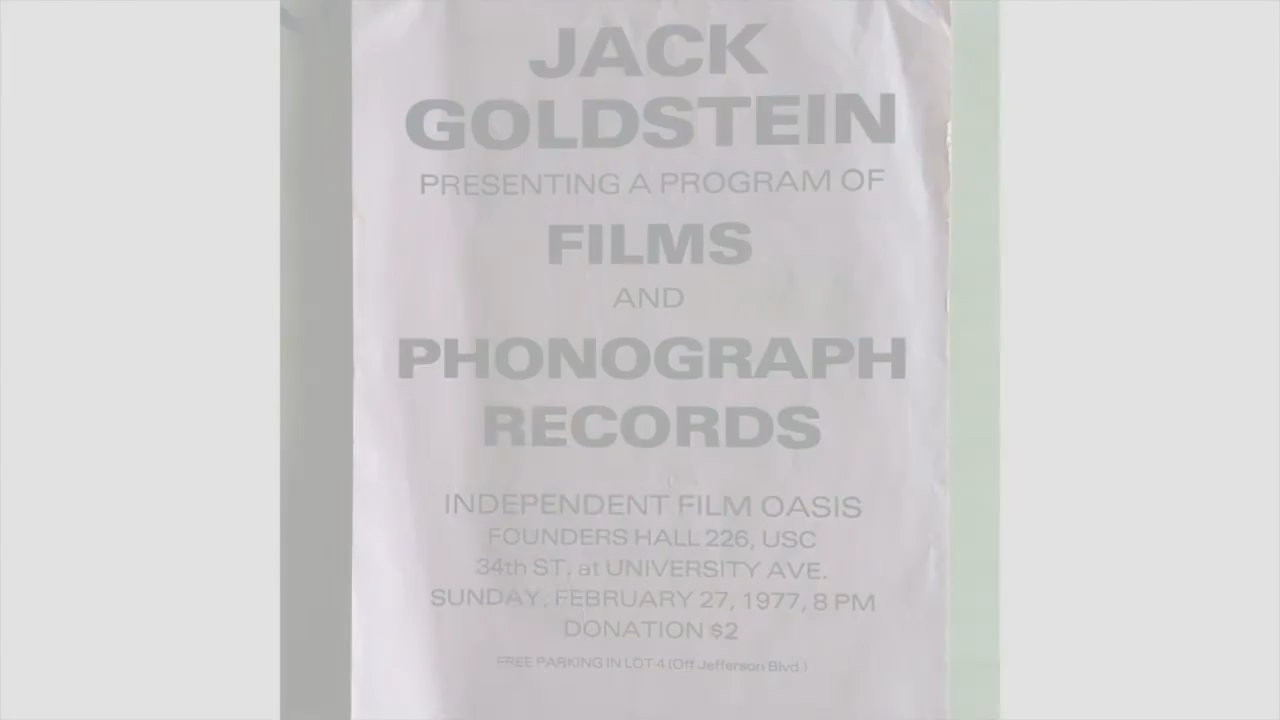 JACK
GOLDSTEIN
PRESENTING A PROGRAM OF
FILMS
AND
PHONOGRAPH
RECORDS
INDEPENDENT FILM OASIS
FOUNDERS HALL 226, USC
34th ST. at UNIVERSITY AVE.
SUNDAY, FEBRUARY 27, 1977, 8 PM
DONATION $2
FREE PARKING IN LOT 4 (Off Jefferson Blvd.)